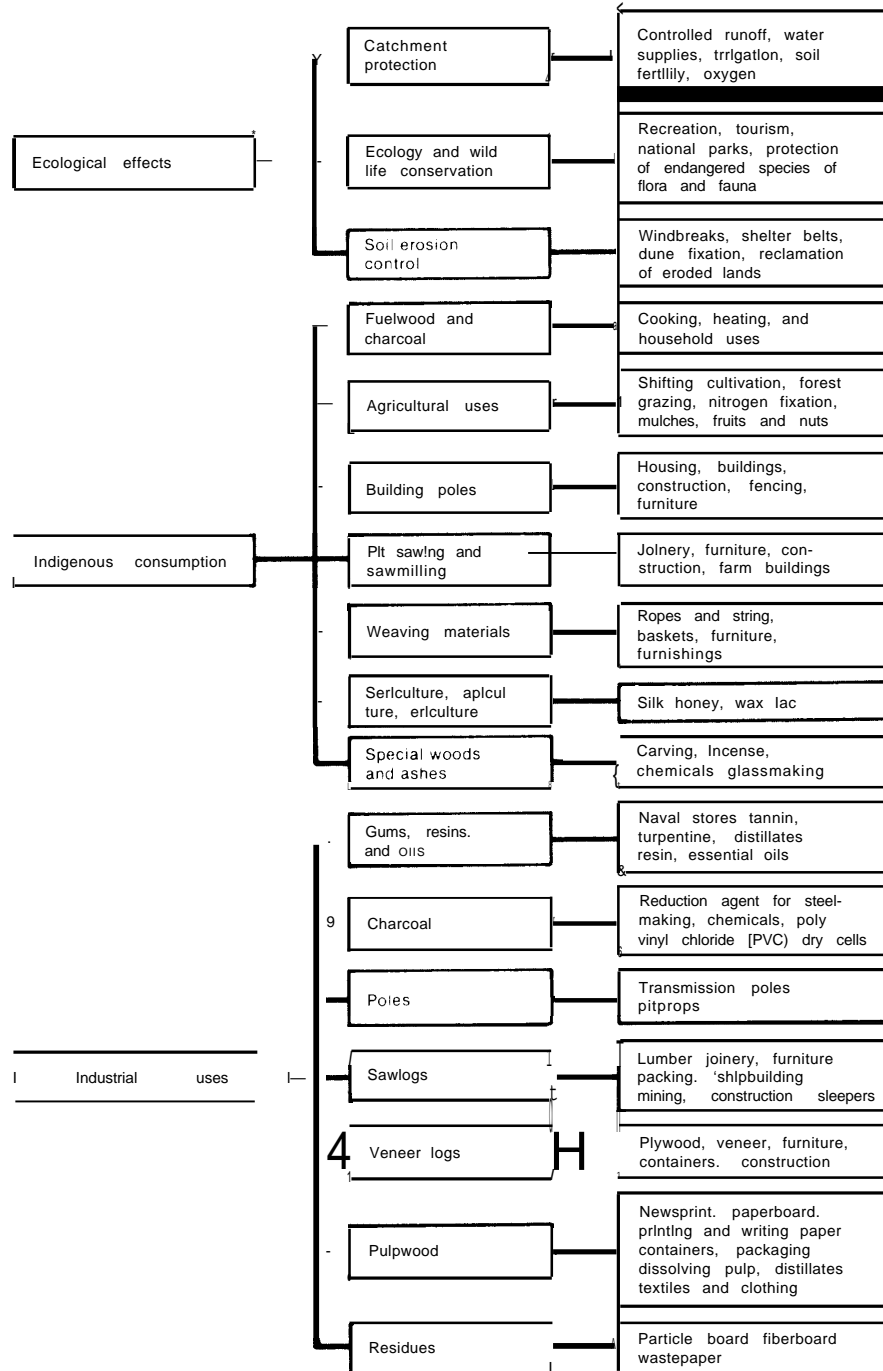 Catchment
protection
Controlled runoff, water
supplies, trrlgatlon, soil
fertllily, oxygen
Ecological effects
Ecology and wild
life conservation
Recreation, tourism,
national parks, protection
of endangered species of
flora and fauna
Soil erosion
control
Windbreaks, shelter belts,
dune fixation, reclamation
of eroded lands
Fuelwood and
charcoal
Cooking, heating, and
household uses
Agricultural uses
Shifting cultivation, forest
grazing, nitrogen fixation,
mulches, fruits and nuts
Building poles
Housing, buildings,
construction, fencing,
furniture
Indigenous consumption
Plt saw!ng and
sawmilling
Jolnery, furniture, con-
struction, farm buildings
Weaving materials
Ropes and string,
baskets, furniture,
furnishings
Serlculture, aplcul
ture, erlculture
Silk honey, wax lac
Special woods
and ashes
Carving, Incense,
chemicals glassmaking
Gums, resins.
and OIIS
Naval stores tannin,
turpentine, distillates
resin, essential oils
9
Charcoal
Reduction agent for steel-
making, chemicals, poly
vinyl chloride [PVC) dry cells
Poles
Transmission poles
pitprops
Industrial uses
Sawlogs
Lumber joinery, furniture
packing. ‘shlpbuilding
mining, construction sleepers
4
Veneer logs
H
Plywood, veneer, furniture,
containers. construction
Pulpwood
Newsprint. paperboard.
prlntlng and writing paper
containers, packaging
dissolving pulp, distillates
textiles and clothing
Residues
Particle board fiberboard
wastepaper